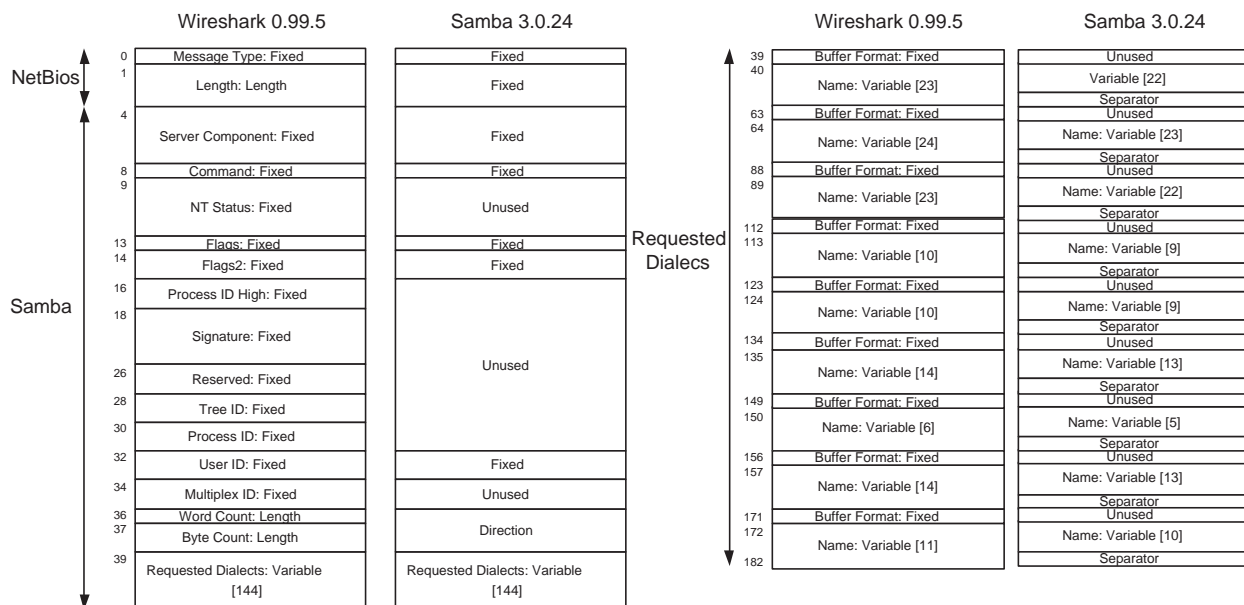 Wireshark 0.99.5
Samba 3.0.24
NetBios
Samba
0
Message Type: Fixed
Fixed
1
Length: Length
Fixed
4
Server Component: Fixed
Fixed
8
Command: Fixed
Fixed
9
NT Status: Fixed
Unused
13
Flags: Fixed
Fixed
14
Flags2: Fixed
Fixed
16
Process ID High: Fixed
18
Signature: Fixed
Unused
26
Reserved: Fixed
28
Tree ID: Fixed
30
Process ID: Fixed
32
User ID: Fixed
Fixed
34
Multiplex ID: Fixed
Unused
36
Word Count: Length
37
Byte Count: Length
Direction
39
Requested Dialects: Variable
[144]
Requested Dialects: Variable
[144]
Wireshark 0.99.5
Samba 3.0.24
Requested
Dialecs
39
Buffer Format: Fixed
Unused
40
Name: Variable [23]
Variable [22]
Separator
63
Buffer Format: Fixed
Unused
64
Name: Variable [24]
Name: Variable [23]
Separator
88
Buffer Format: Fixed
Unused
89
Name: Variable [23]
Name: Variable [22]
Separator
112
Buffer Format: Fixed
Unused
113
Name: Variable [10]
Name: Variable [9]
Separator
123
Buffer Format: Fixed
Unused
124
Name: Variable [10]
Name: Variable [9]
Separator
134
Buffer Format: Fixed
Unused
135
Name: Variable [14]
Name: Variable [13]
Separator
149
Buffer Format: Fixed
Unused
150
Name: Variable [6]
Name: Variable [5]
Separator
156
Buffer Format: Fixed
Unused
157
Name: Variable [14]
Name: Variable [13]
Separator
171
Buffer Format: Fixed
Unused
172
Name: Variable [11]
Name: Variable [10]
Separator
182